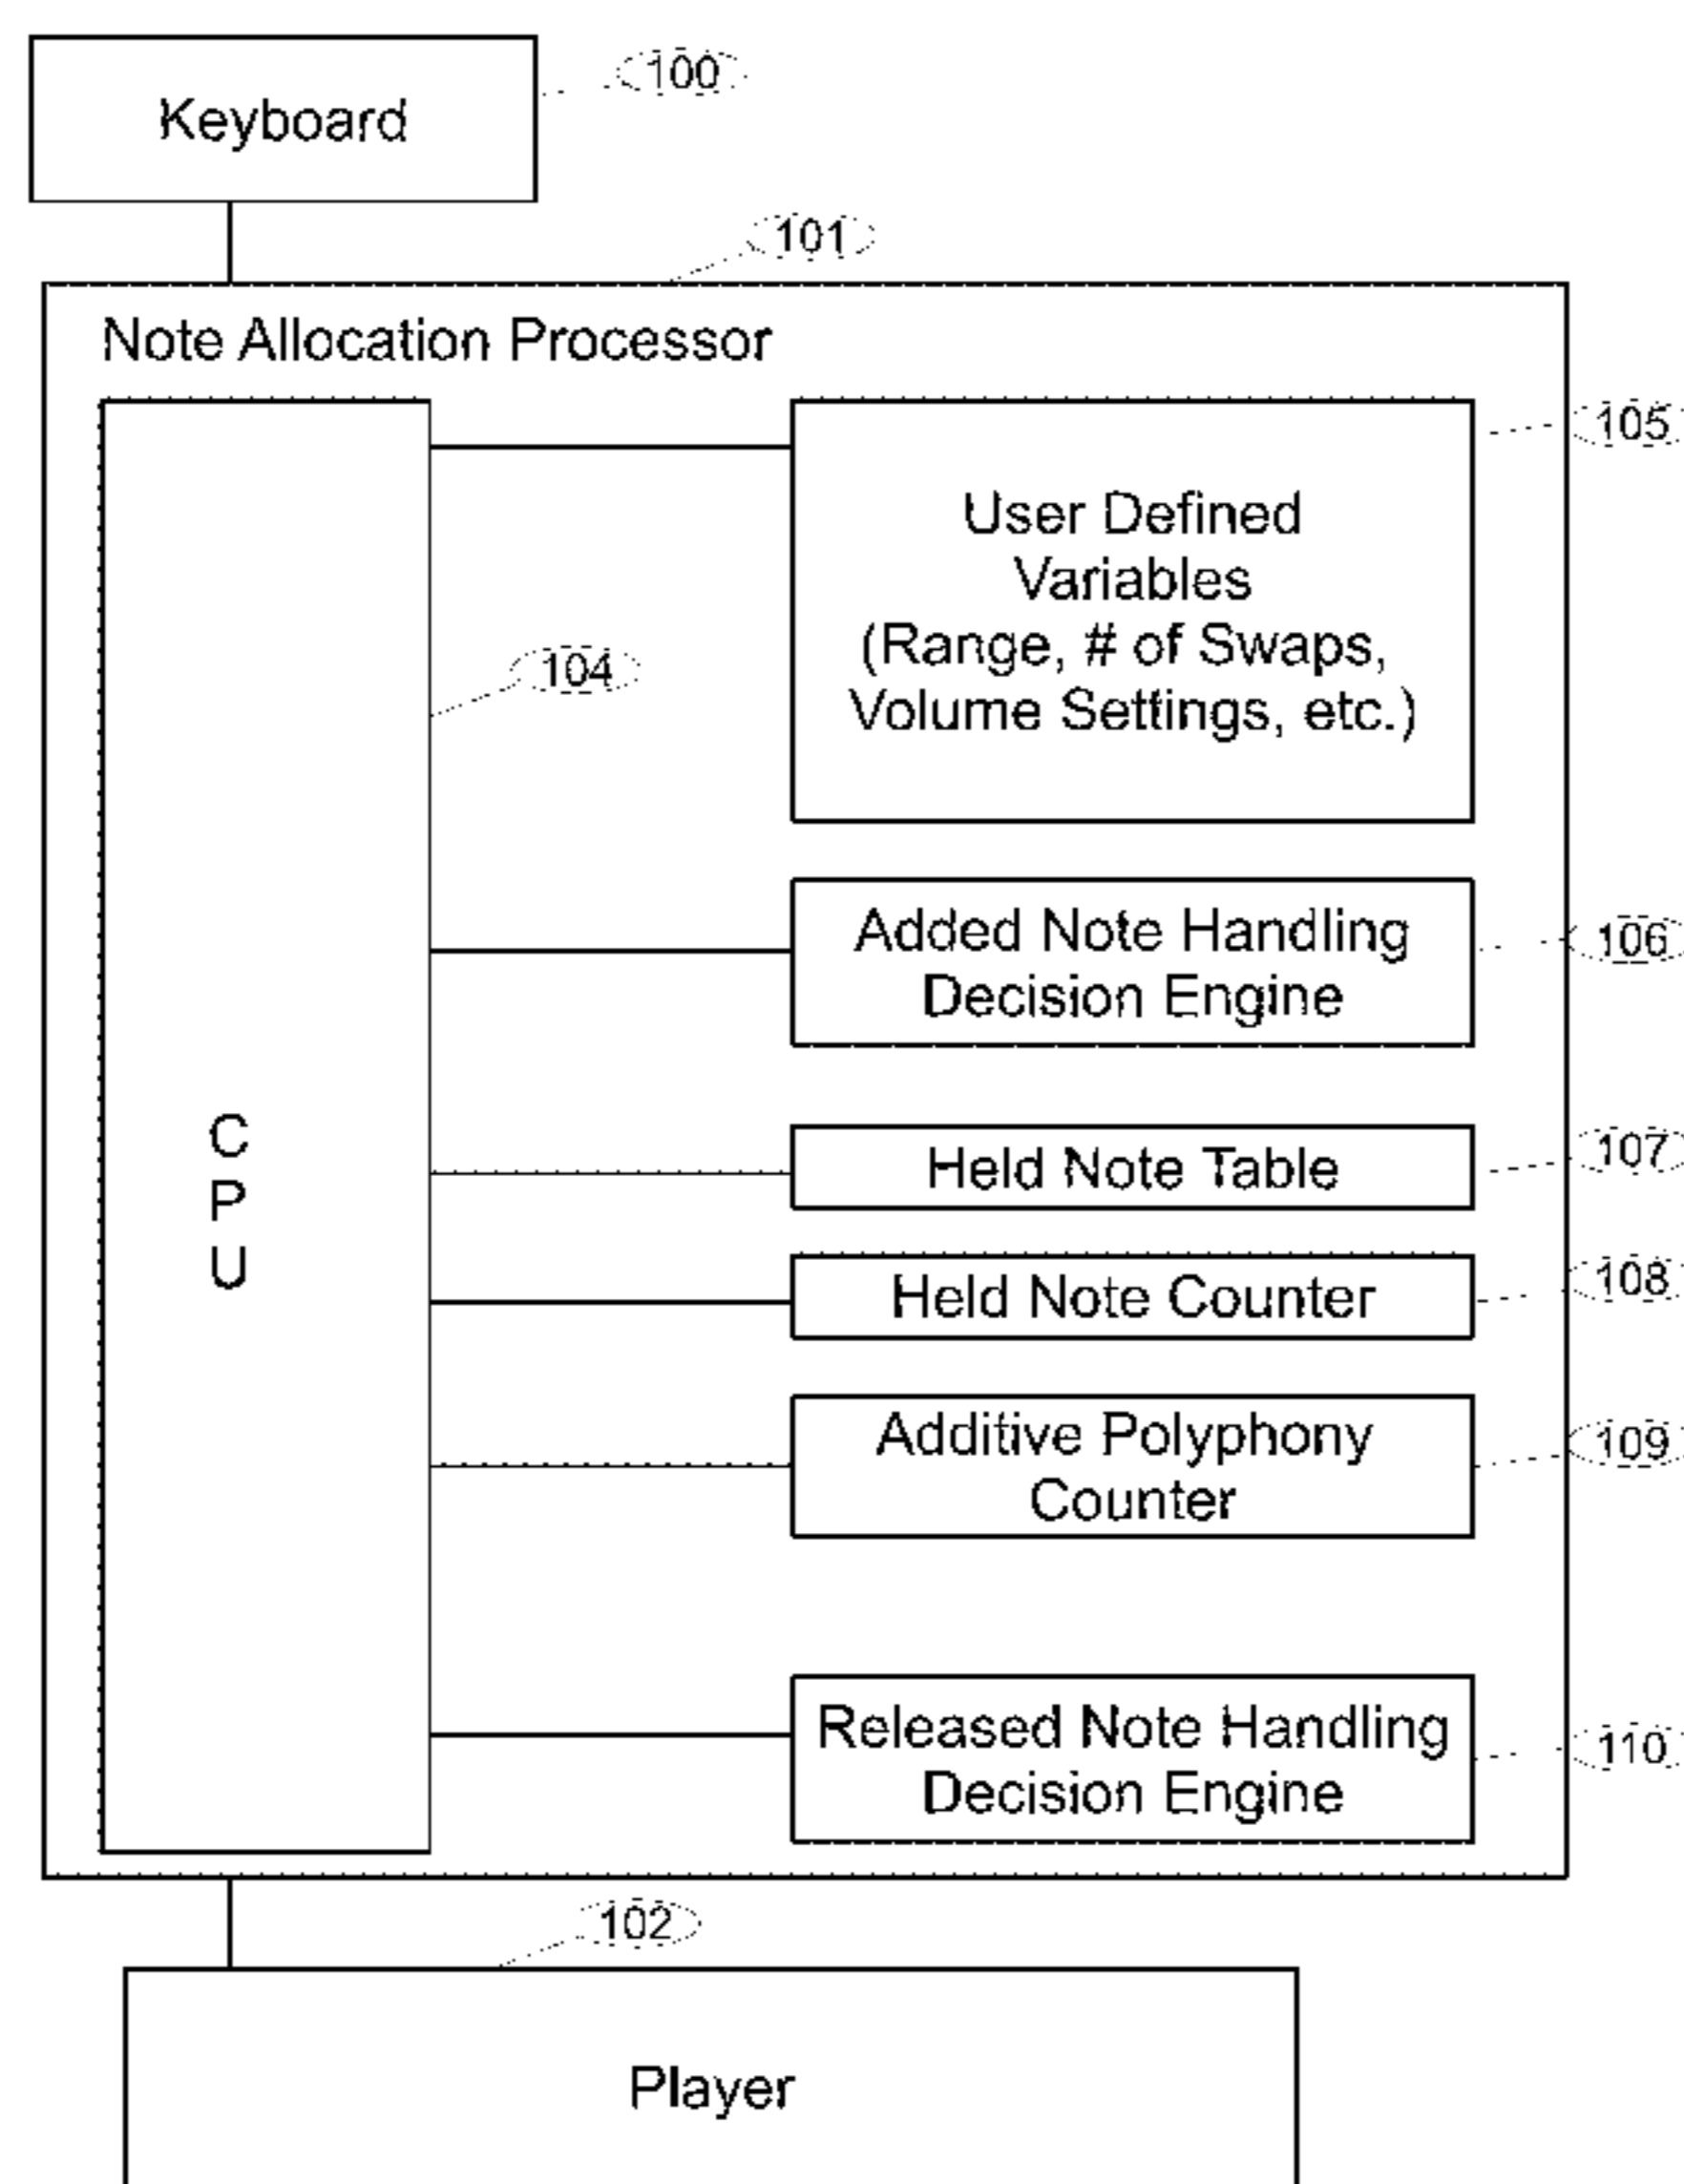 Keyboard
100
101
Note Allocation Processor
105
User Defined
Variables
(Range, # of Swaps,
Volume Settings, etc.)
104
Added Note Handling
Decision Engine
106
C
P
U
Held Note Table
107
Held Note Counter
108
Additive Polyphony
Counter
109
Released Note Handling
Decision Engine
110
102
Player